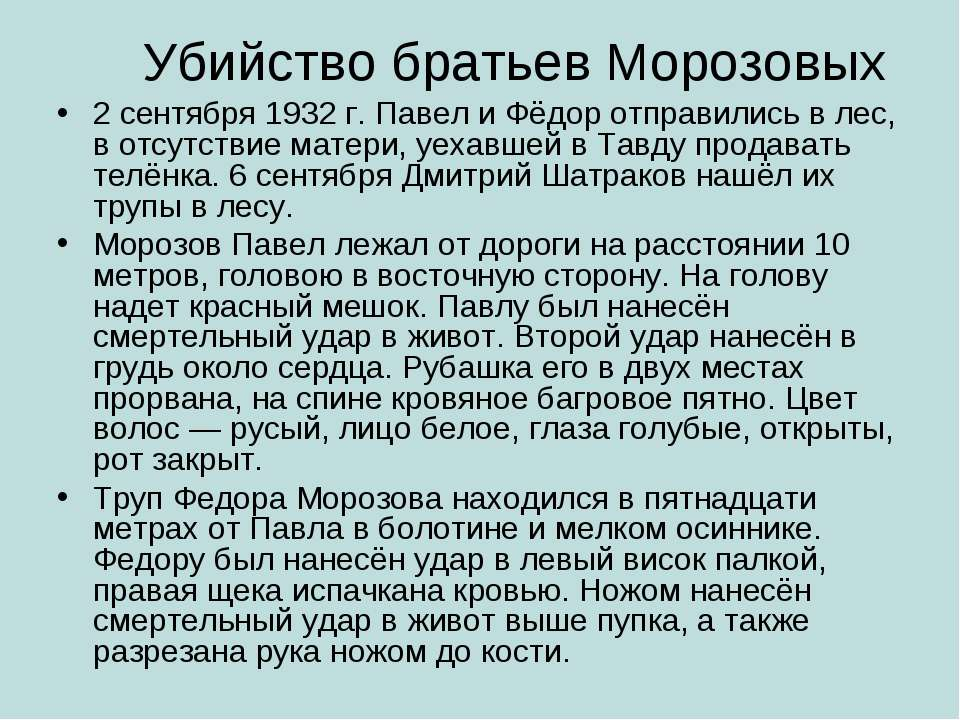 Убийство братьев Морозовых
• 2 сентября 1932 г. Павел и Фёдор отправились в лес,
в отсутствие матери, уехавшей в Тавду продавать
телёнка. 6 сентября Дмитрий Шатраков нашёл их
трупы в лесу.
• Морозов Павел лежал от дороги на расстоянии 10
метров, головою в восточную сторону. На голову
надет красный мешок. Павлу был нанесён
смертельный удар в живот. Второй удар нанесён в
грудь около сердца. Рубашка его в двух местах
прорвана, на спине кровяное багровое пятно. Цвет
волос — русый, лицо белое, глаза голубые, открыты,
рот закрыт.
• Труп Федора Морозова находился в пятнадцати
метрах от Павла в болотине и мелком осиннике.
Федору был нанесён удар в левый висок палкой,
правая щека испачкана кровью. Ножом нанесён
смертельный удар в живот выше пупка, а также
разрезана рука ножом до кости.